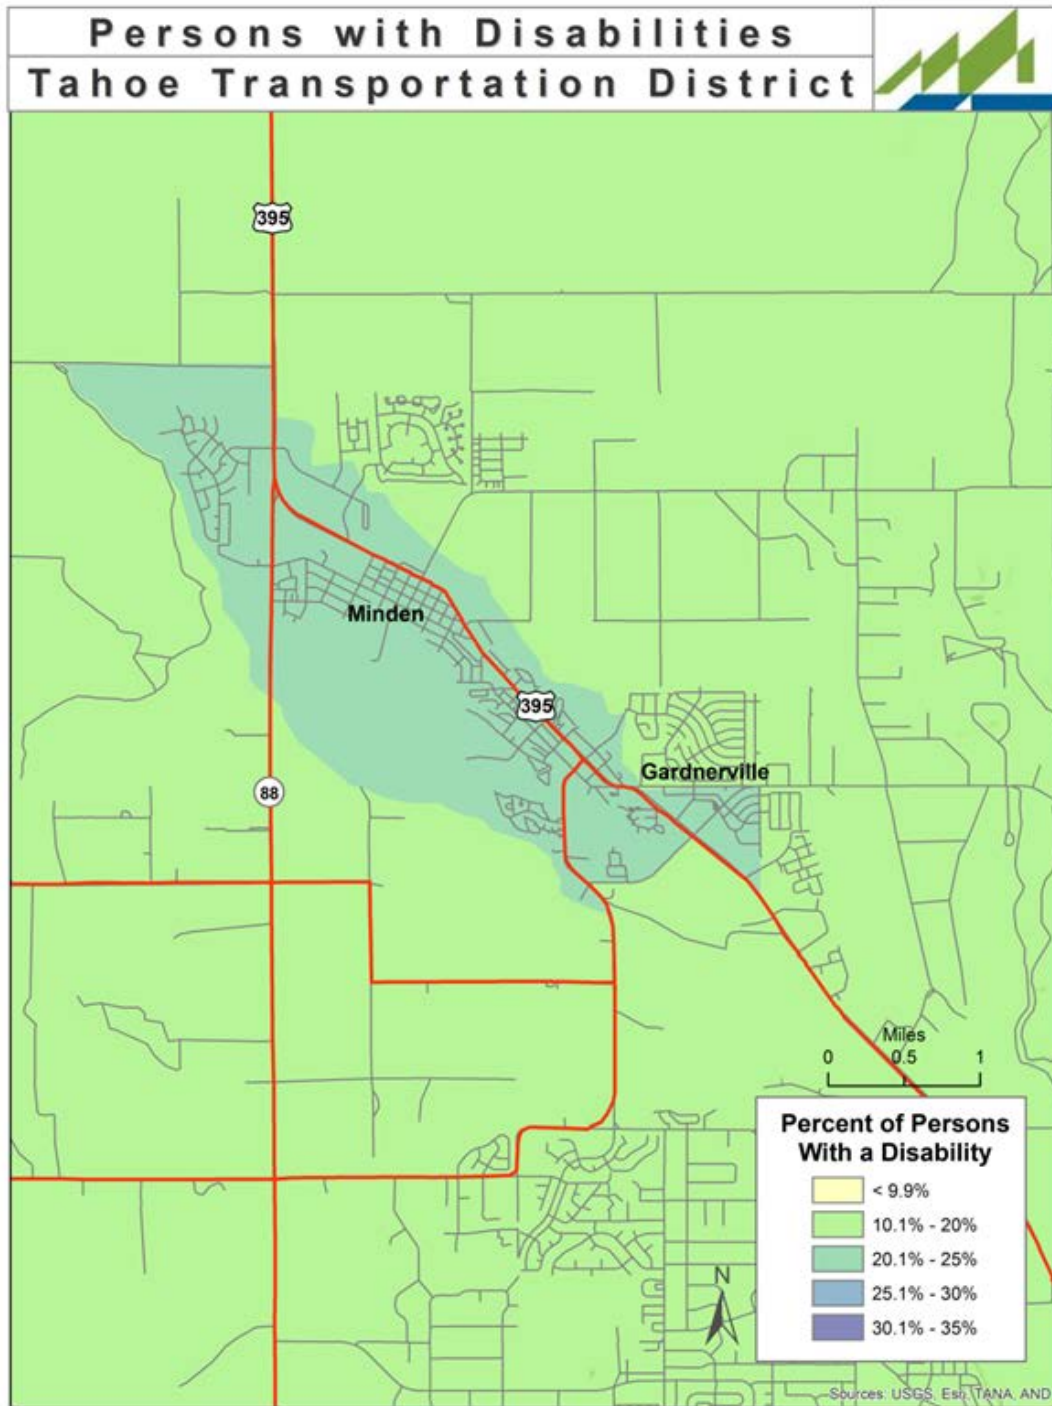 Persons with Disabilities
Tahoe Transportation District
395
Minden
395
Gardnerville
88
Miles
0 0.5 1
Percent of Persons
With a Disability
< 9.9%
10.1% - 20%
20.1% - 25%
25.1% - 30%
30.1% - 35%
N
Sources: USGS, Esri, TANA, AND